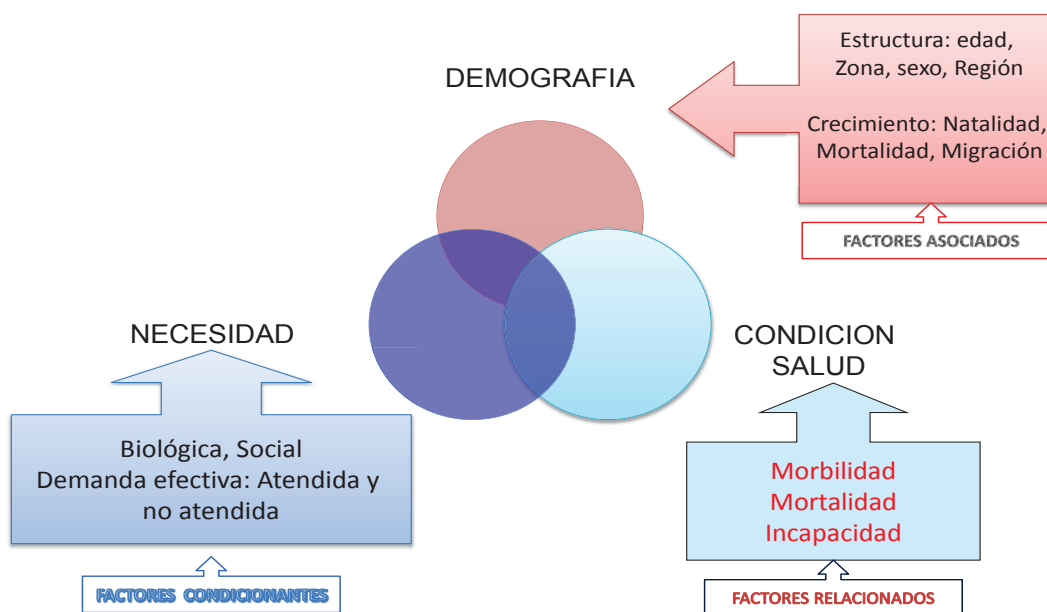 DEMOGRAFIA
Estructura: edad,
Zona, sexo, Región
Crecimiento: Natalidad,
Mortalidad, Migración
FACTORES ASOCIADOS
NECESIDAD
Biológica, Social
Demanda efectiva: Atendida y
no atendida
FACTORES CONDICIONANTES
CONDICION
SALUD
Morbilidad
Mortalidad
Incapacidad
FACTORES RELACIONADOS